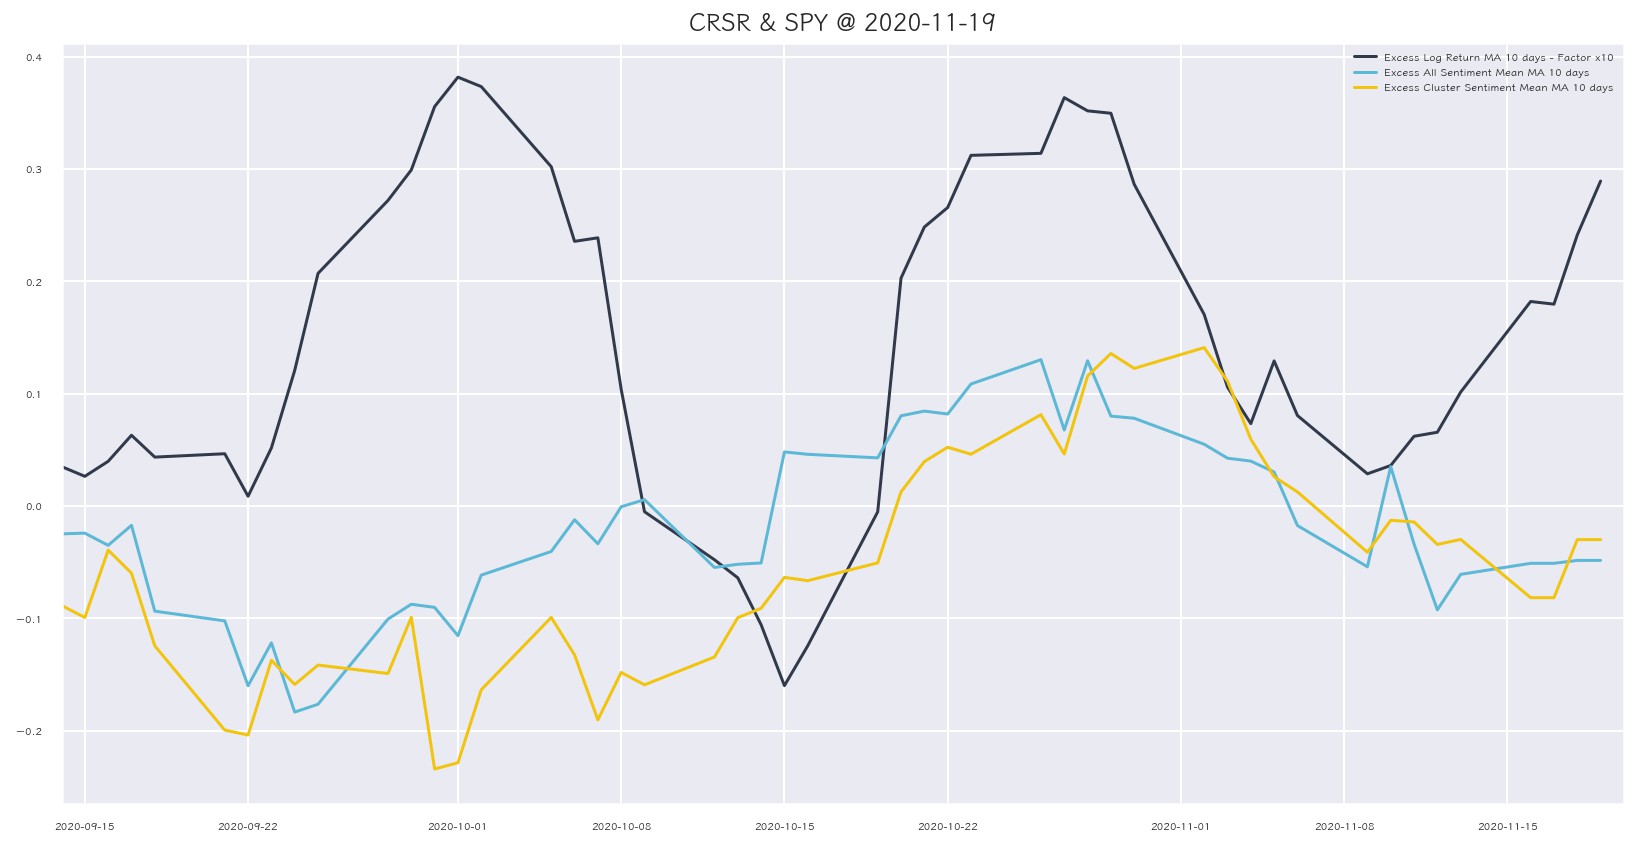 CRSR & SPY @ 2020-11-19
Excess Log Return MA 10 days - Factor x10
Excess All Sentiment Mean MA 10 days
Excess Cluster Sentiment Mean MA 10 days
0.4
0.3
0.2
0.1
0.0
−0.1
−0.2
2020-09-15 2020-09-22 2020-10-01 2020-10-08 2020-10-15 2020-10-22 2020-11-01 2020-11-08 2020-11-15